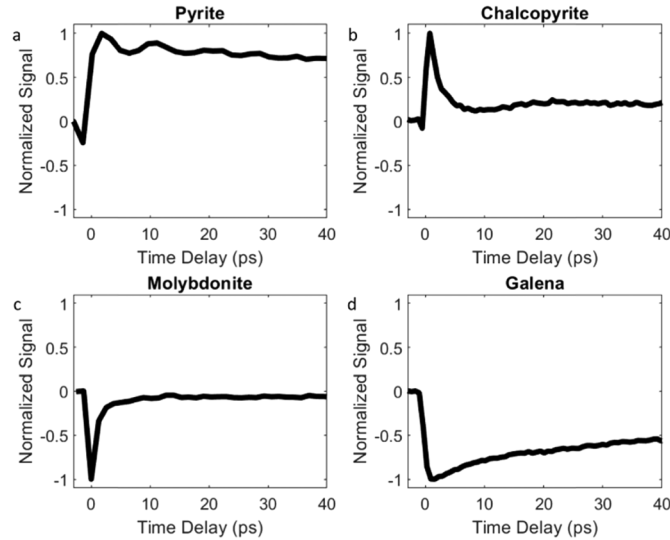 a
Pyrite
1
0.5
0
-0.5
-1
Normalized Signal
0 10 20 30 40
Time Delay (ps)
b
Chalcopyrite
1
0.5
0
-0.5
-1
Normalized Signal
0 10 20 30 40
Time Delay (ps)
c
Molybdonite
1
0.5
0
-0.5
-1
Normalized Signal
0 10 20 30 40
Time Delay (ps)
d
Galena
1
0.5
0
-0.5
-1
Normalized Signal
0 10 20 30 40
Time Delay (ps)